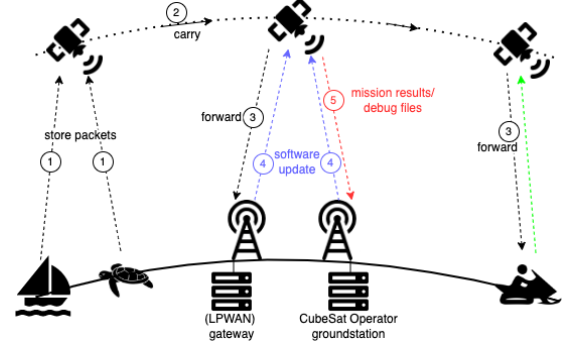 2
carry
store packets
1
1
forward
3
4
software
update
4
5
mission results/
debug files
3
forward
(LPWAN)
gateway
CubeSat Operator
groundstation